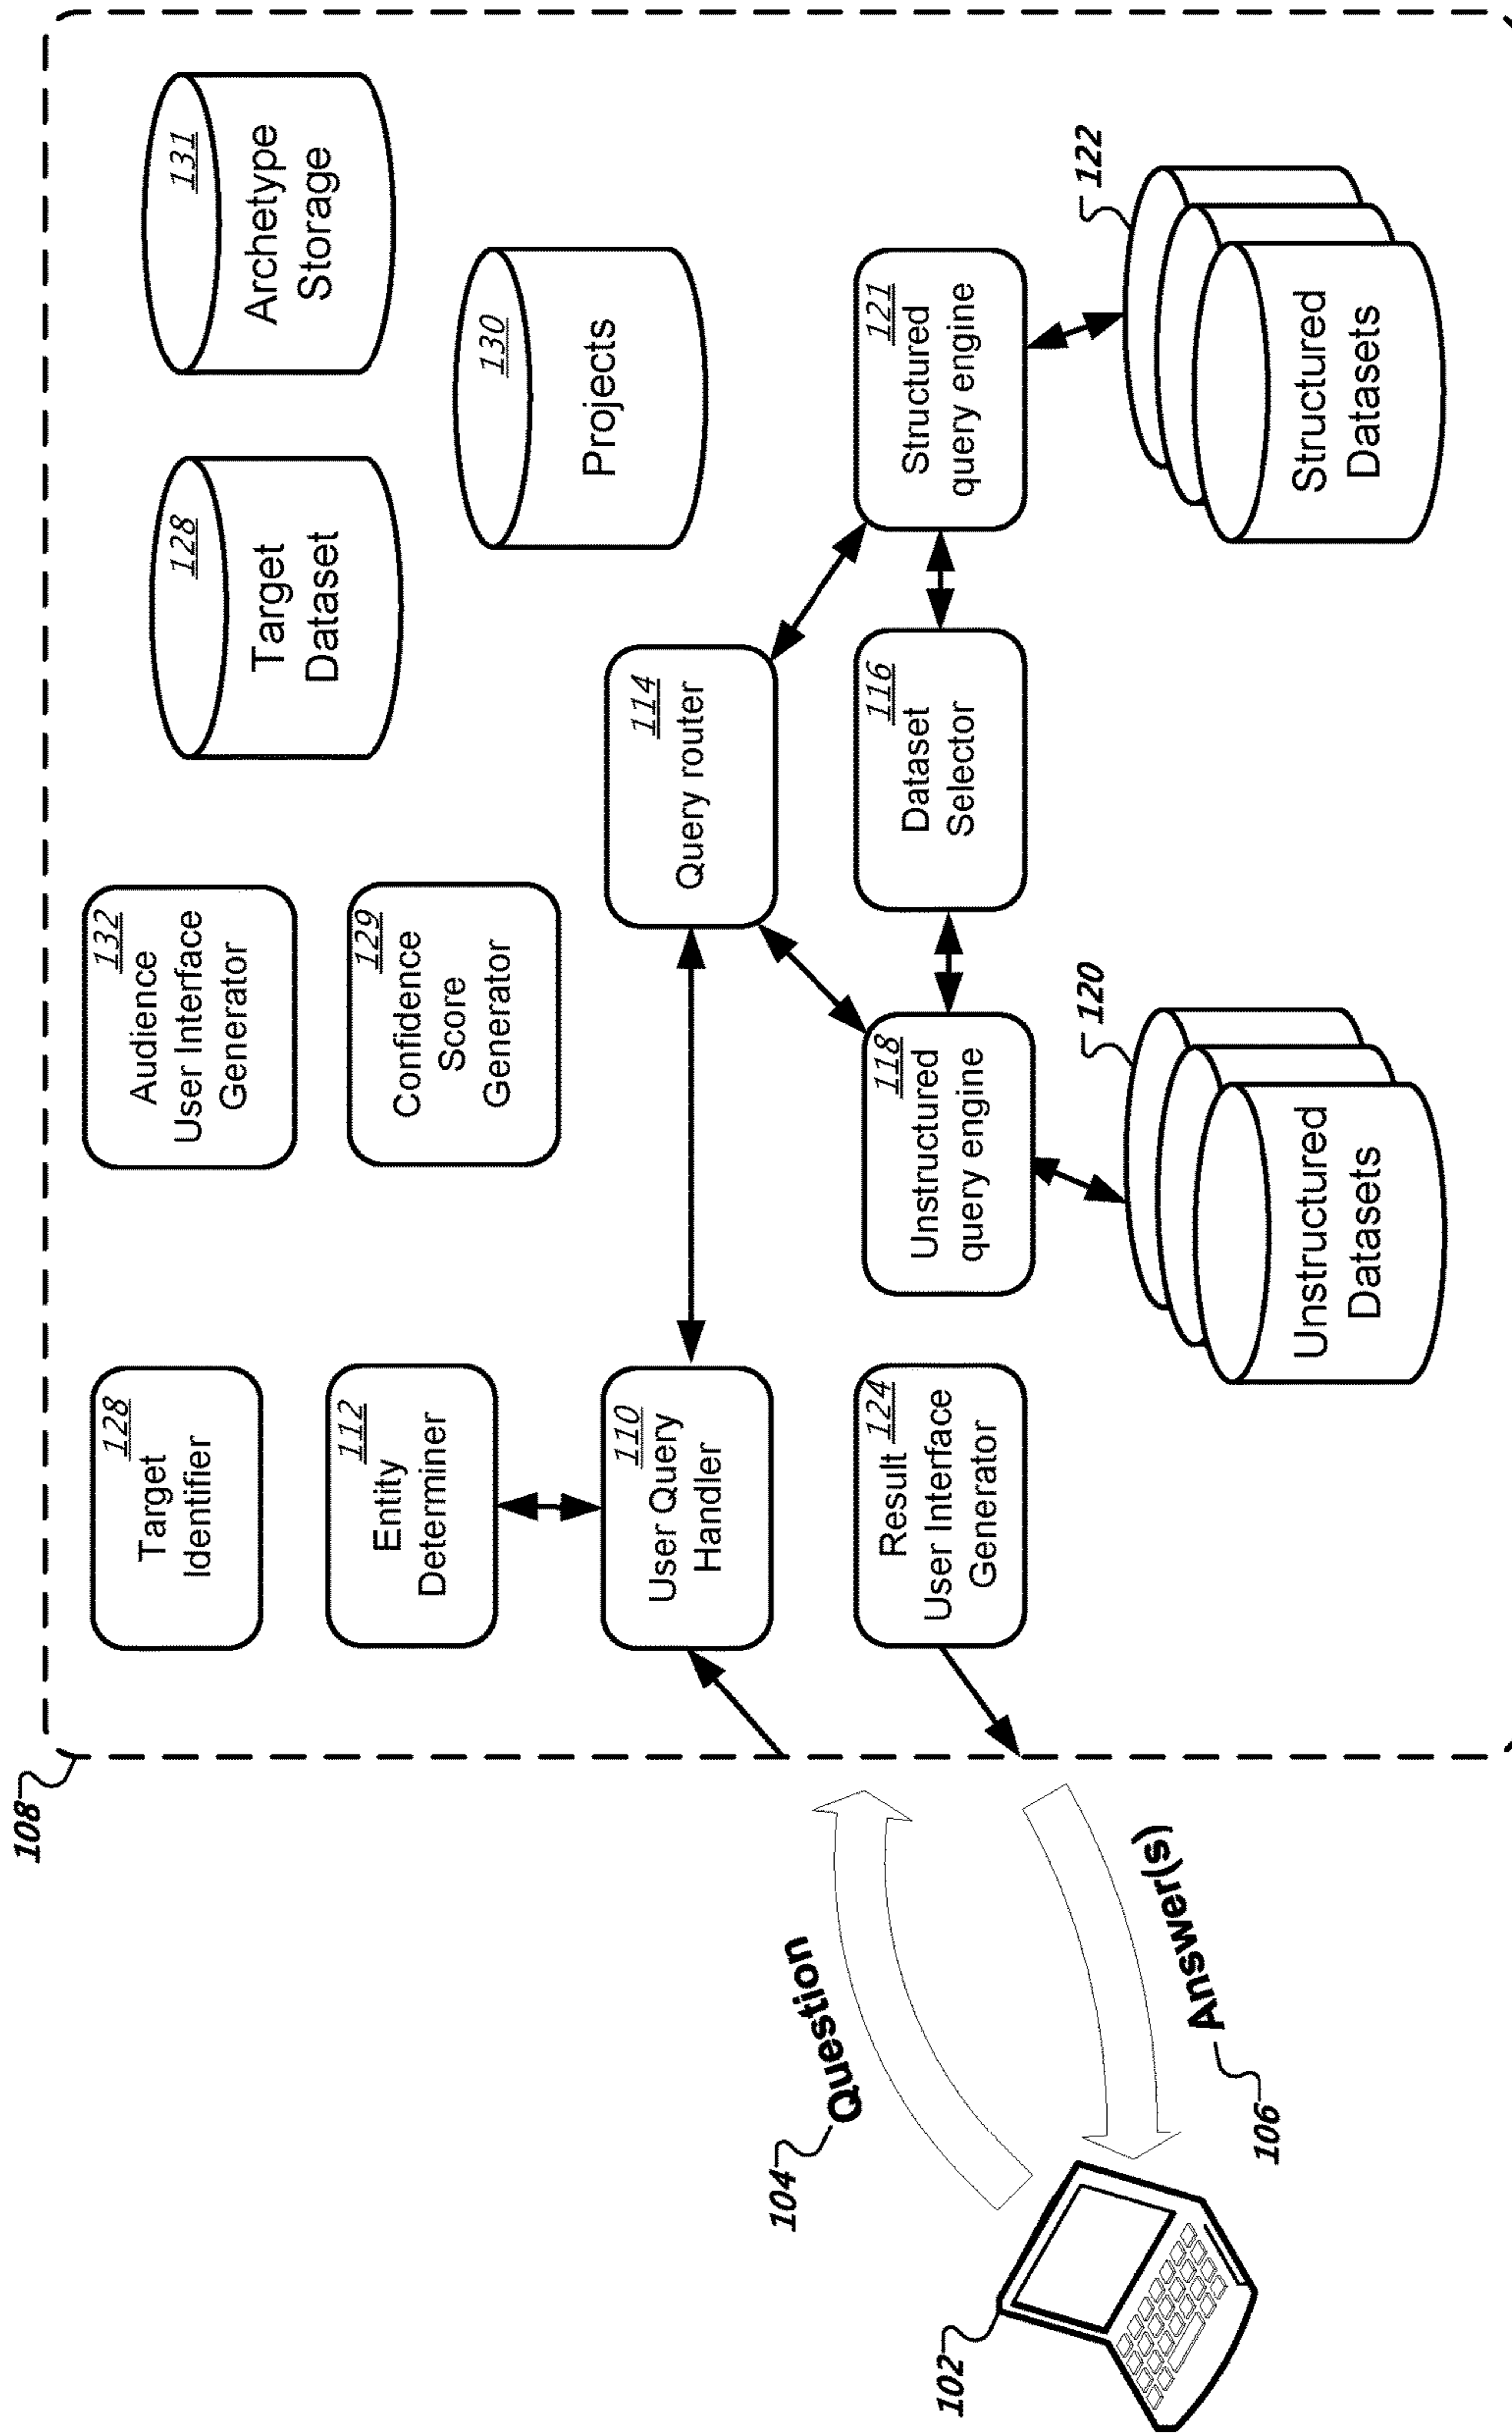 108
128
Target
Identifier
132
Audience
User Interface
Generator
128
Target
Dataset
131
Archetype
Storage
112
Entity
Determiner
129
Confidence
Score
Generator
130
Projects
110
User Query
Handler
114
Query router
104
Question
Result 124
User Interface
Generator
118
Unstructured
query engine
116
Dataset
Selector
121
Structured
query engine
102
106
Answer(s)
120
Unstructured
Datasets
122
Structured
Datasets